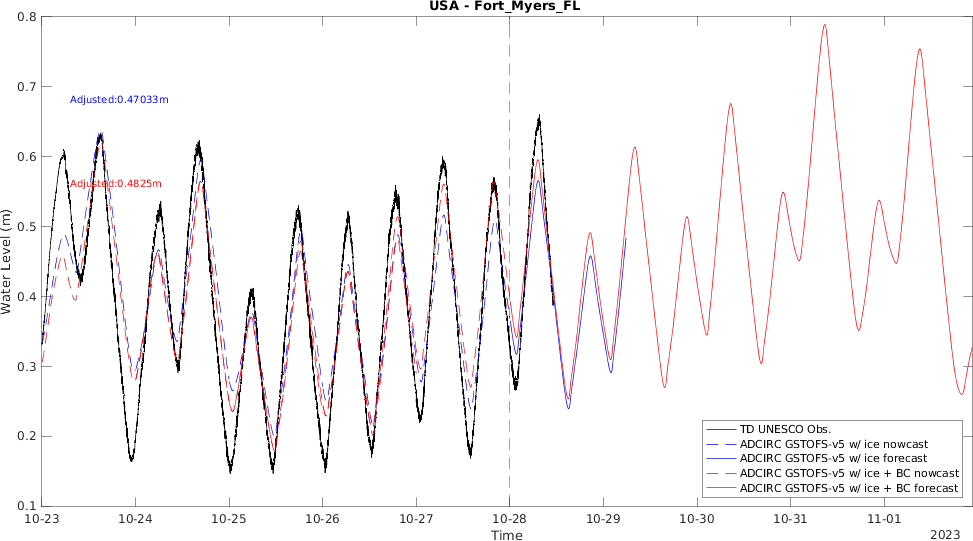 USA - Fort_Myers_FL
0.8
0.7
0.6
0.5
0.4
0.3
0.2
0.1
Water Level (m)
Adjusted:0.47033m
Adjusted:0.4825m
TD UNESCO Obs.
ADCIRC GSTOFS-v5 w/ ice nowcast
ADCIRC GSTOFS-v5 w/ ice forecast
ADCIRC GSTOFS-v5 w/ ice + BC nowcast
ADCIRC GSTOFS-v5 w/ ice + BC forecast
10-23 10-24 10-25 10-26 10-27 10-28 10-29 10-30 10-31 11-01
Time
2023